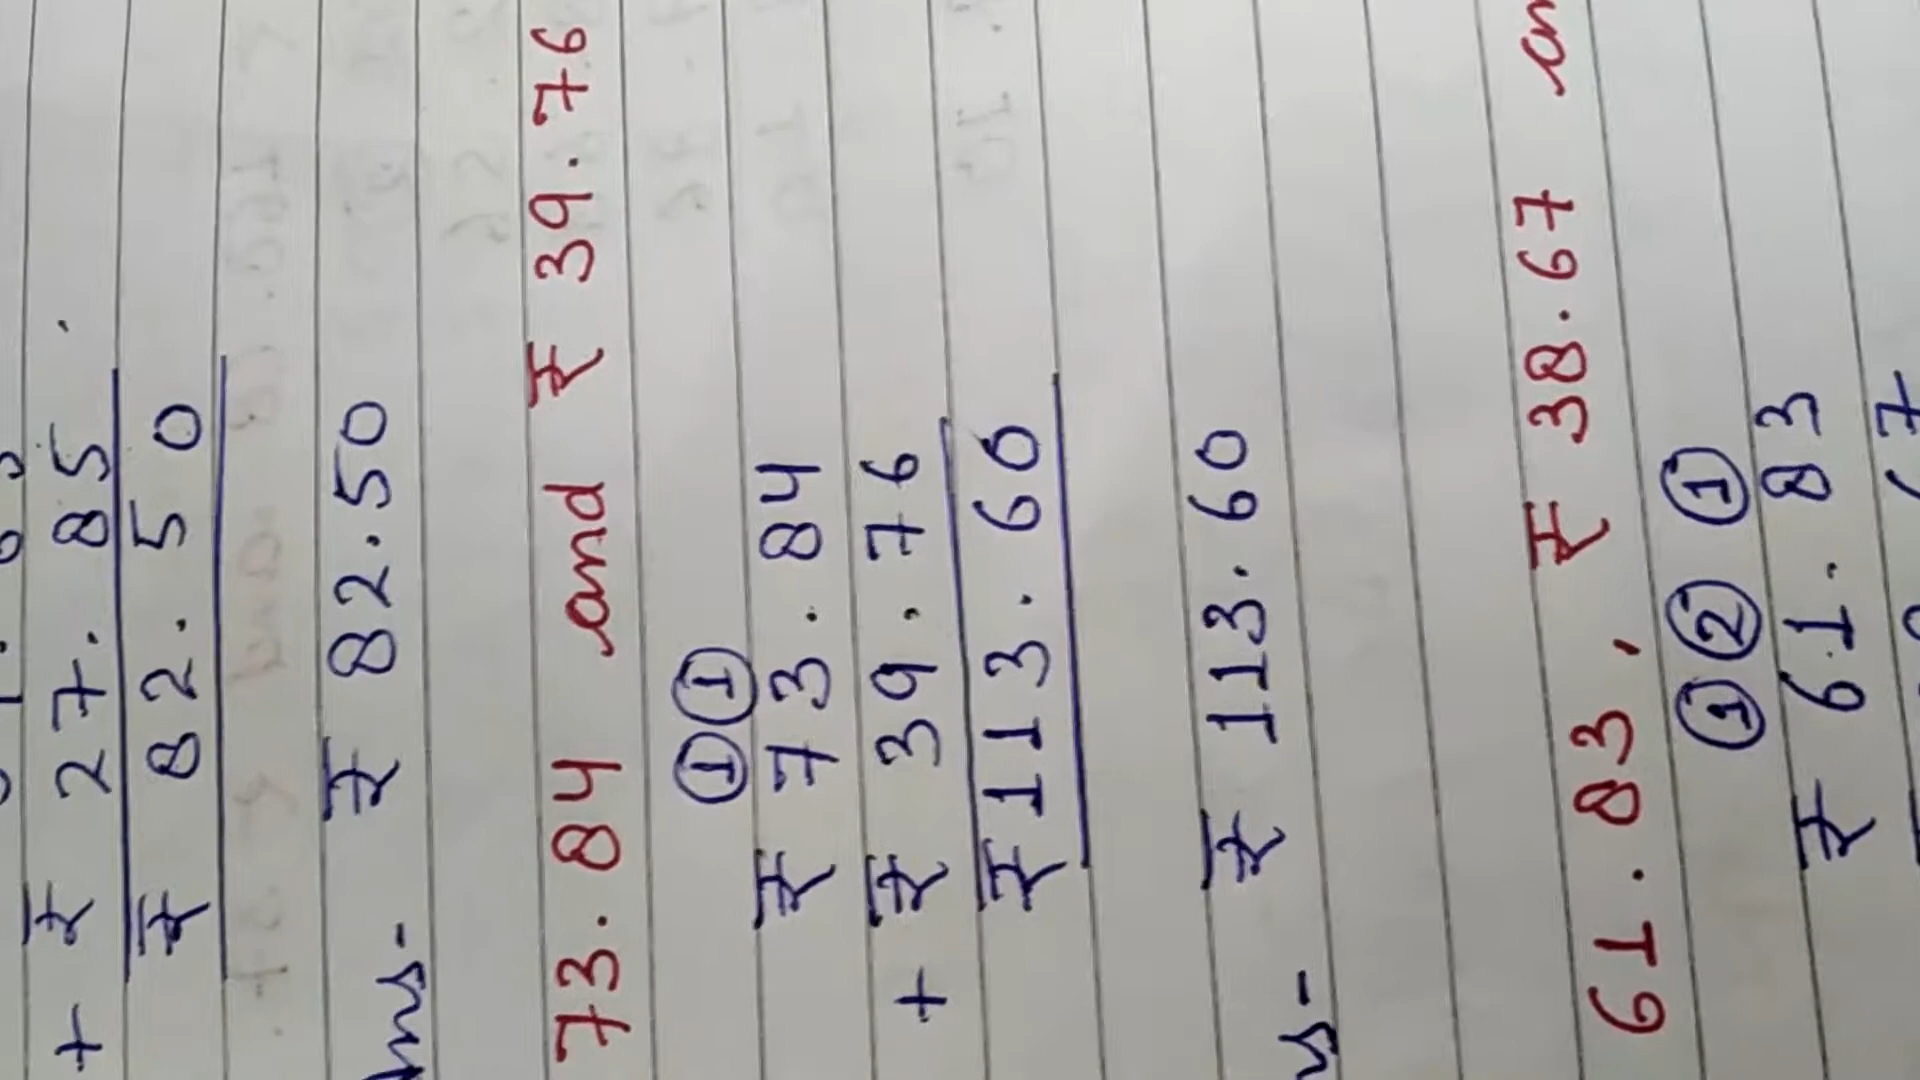 + ₹ 27.85
₹ 82.50
Ans- ₹ 82.50
73.84 and ₹ 39.76
① ①
₹ 73.84
+ ₹ 39.76
₹ 113.60
₹ 113.60
61.83, ₹ 38.67
① ② ①
₹ 61.83